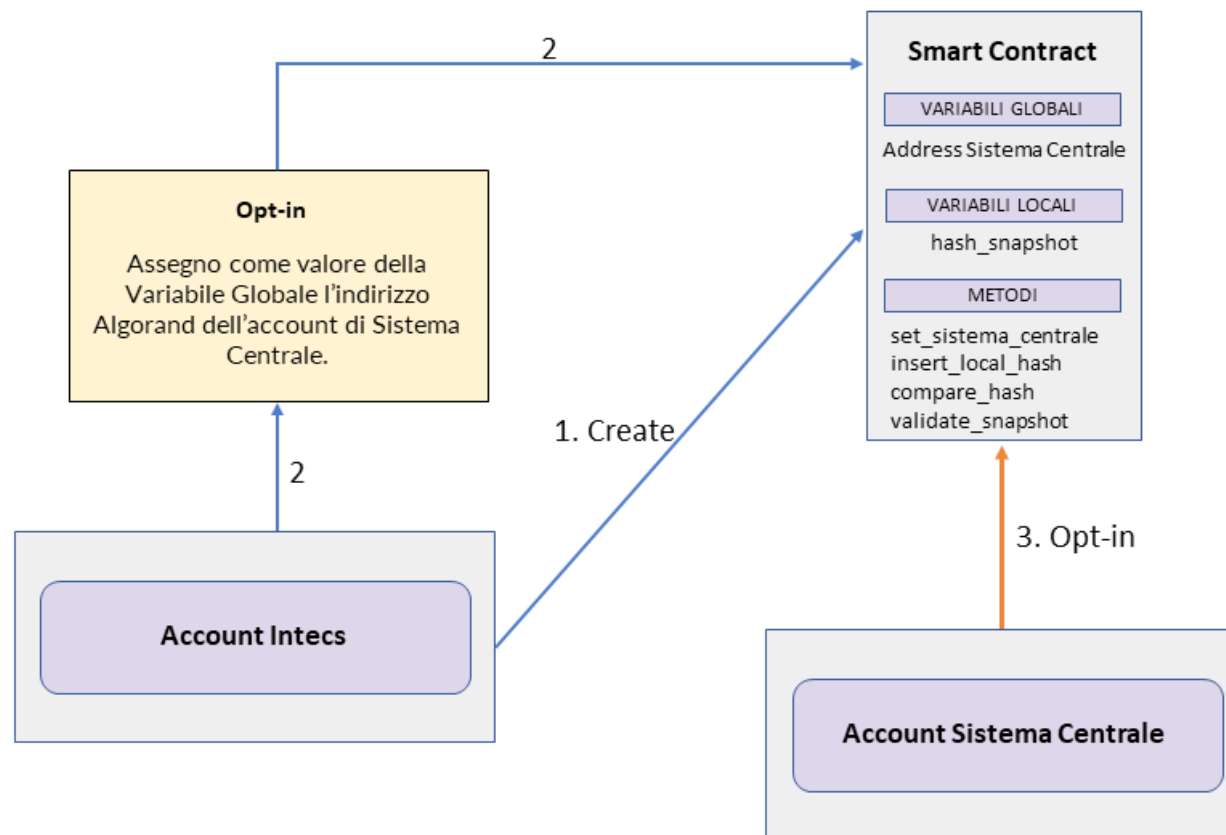 2
Smart Contract
VARIABILI GLOBALI
Address Sistema Centrale
VARIABILI LOCALI
hash_snapshot
METODI
set_sistema_centrale
insert_local_hash
compare_hash
validate_snapshot
Opt-in
Assegno come valore della
Variabile Globale l'indirizzo
Algorand dell'account di Sistema
Centrale.
1. Create
2
3. Opt-in
Account Intecs
Account Sistema Centrale